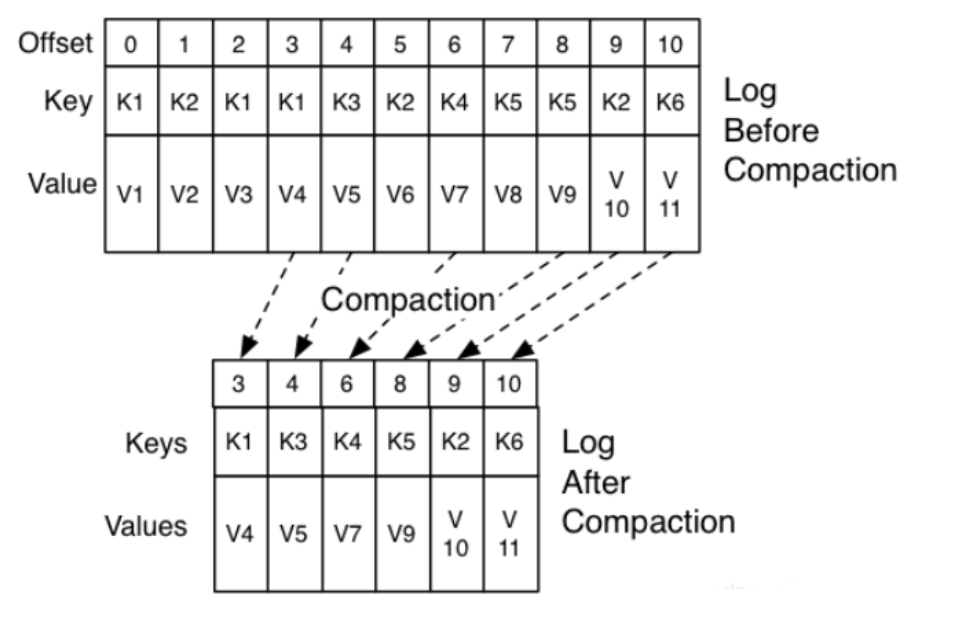 Offset 0 1 2 3 4 5 6 7 8 9 10
Key K1 K2 K1 K1 K3 K2 K4 K5 K5 K2 K6
Value V1 V2 V3 V4 V5 V6 V7 V8 V9 V 10 V 11
Log
Before
Compaction
Compaction
3 4 6 8 9 10
Keys K1 K3 K4 K5 K2 K6
Values V4 V5 V7 V9 V 10 V 11
Log
After
Compaction